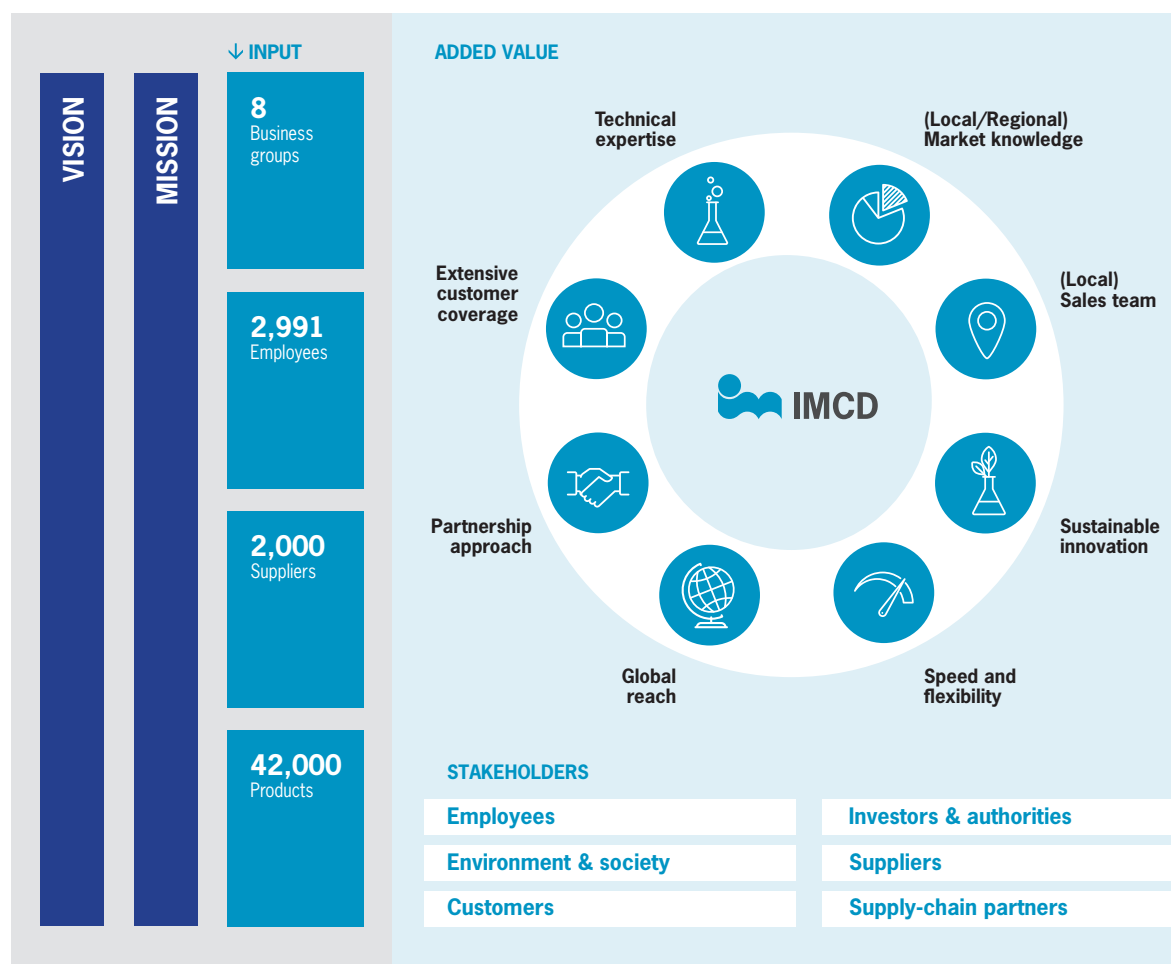 VISION
MISSION
↓ INPUT
8
Business
groups
2,991
Employees
2,000
Suppliers
42,000
Products
ADDED VALUE
Technical
expertise
(Local/Regional)
Market knowledge
Extensive
customer
coverage
(Local)
Sales team
IMCD
Partnership
approach
Sustainable
innovation
Global
reach
Speed and
flexibility
STAKEHOLDERS
Employees
Investors & authorities
Environment & society
Suppliers
Customers
Supply-chain partners